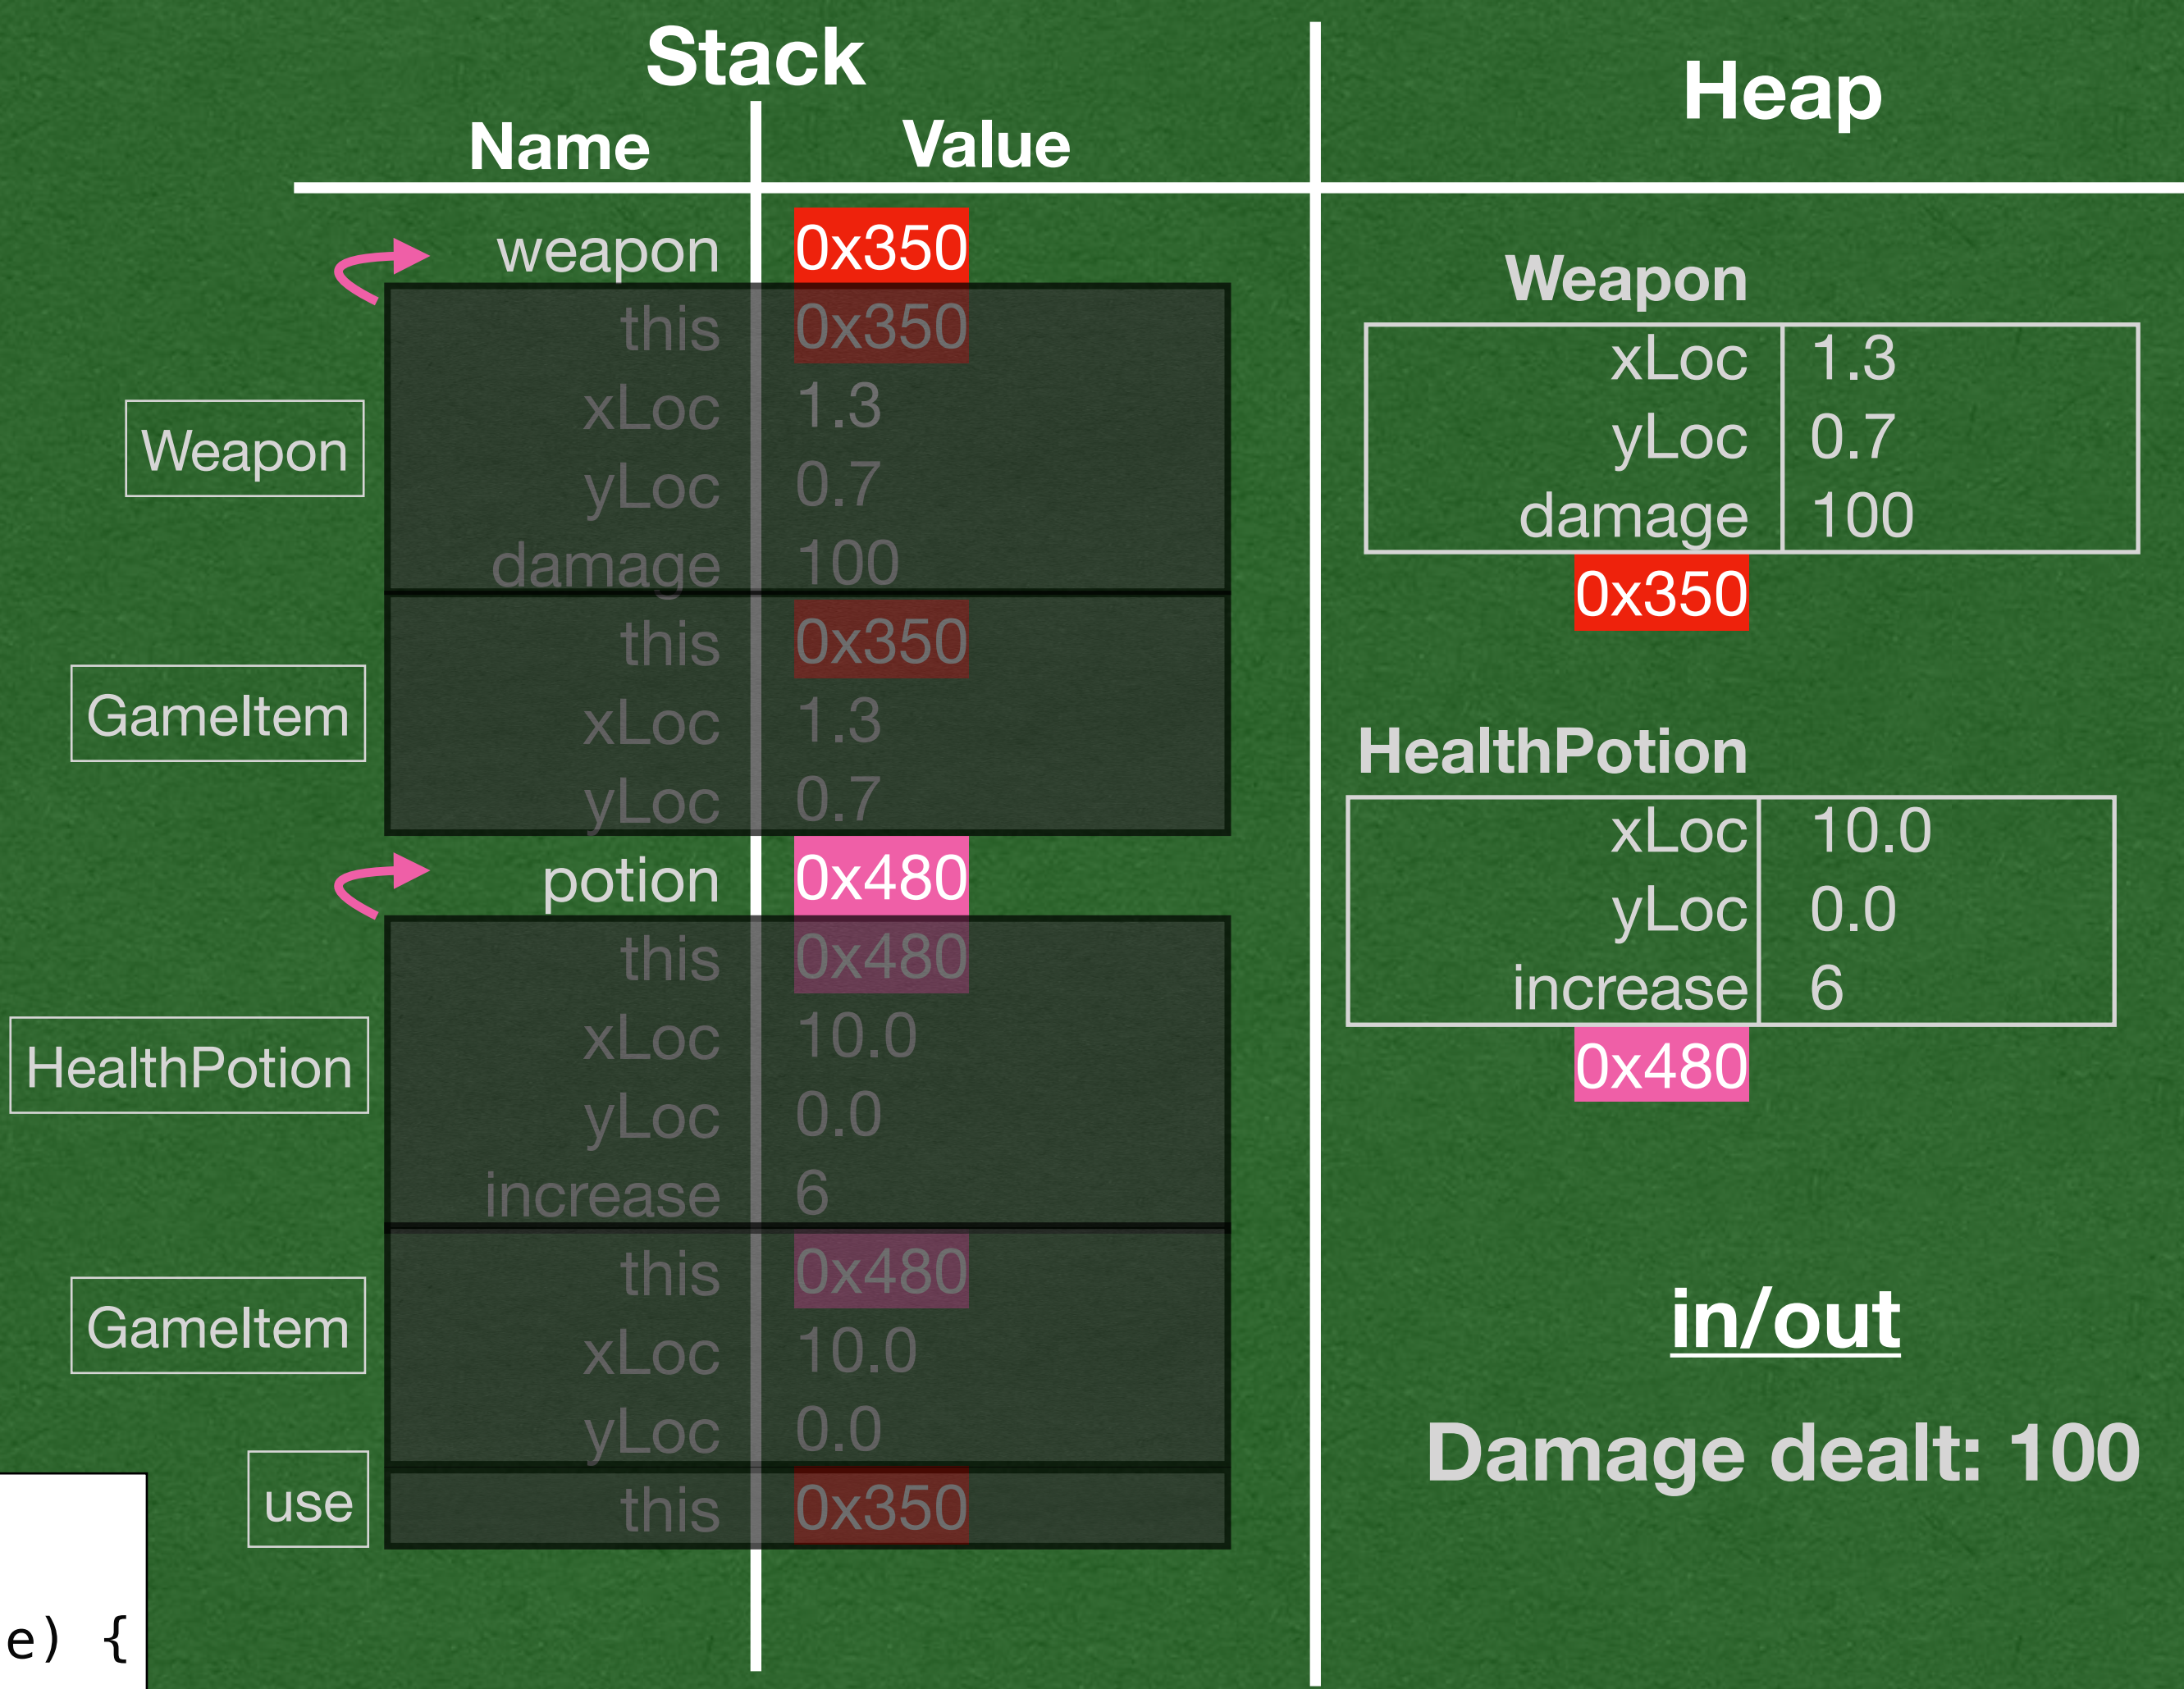 Stack
Heap
Name Value
weapon 0x350
this 0x350
xLoc 1.3
yLoc 0.7
damage 100
Weapon
this 0x350
xLoc 1.3
yLoc 0.7
GameItem
potion 0x480
this 0x480
xLoc 10.0
yLoc 0.0
increase 6
HealthPotion
this 0x480
xLoc 10.0
yLoc 0.0
GameItem
use this 0x350
e) {
Weapon
xLoc 1.3
yLoc 0.7
damage 100
0x350
HealthPotion
xLoc 10.0
yLoc 0.0
increase 6
0x480
in/out
Damage dealt: 100